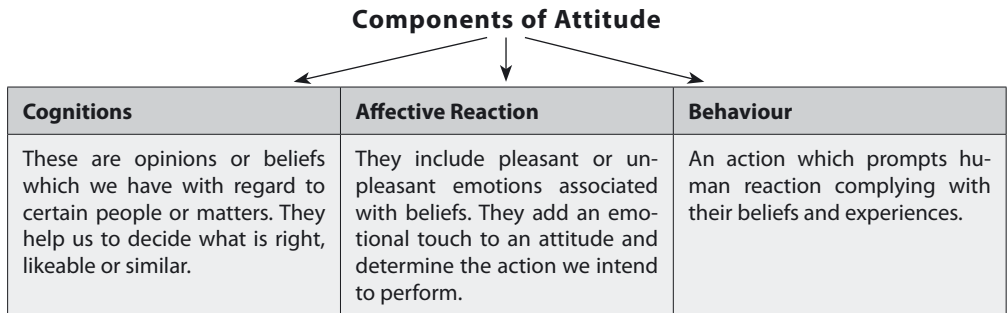 Components of Attitude
Cognitions
Affective Reaction
Behaviour
These are opinions or beliefs
which we have with regard to
certain people or matters. They
help us to decide what is right,
likeable or similar.
They include pleasant or un-
pleasant emotions associated
with beliefs. They add an emo-
tional touch to an attitude and
determine the action we intend
to perform.
An action which prompts hu-
man reaction complying with
their beliefs and experiences.